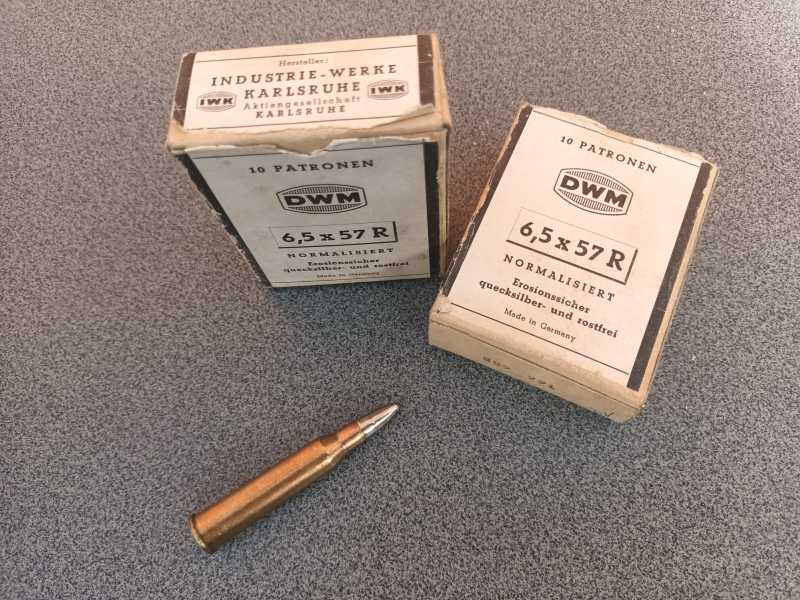 Hersteller:
INDUSTRIE-WERKE
KARLSRUHE
IWK
IWK
Aktiengesellschaft
KARLSRUHE
10 PATRONEN
DWM
6,5 x 57 R
NORMALISIERT
Erosionssicher
quecksilber- und rostfrei
Made in Germany
10 PATRONEN
DWM
6,5 x 57 R
NORMALISIERT
Erosionssicher
quecksilber- und rostfrei
Made in Germany